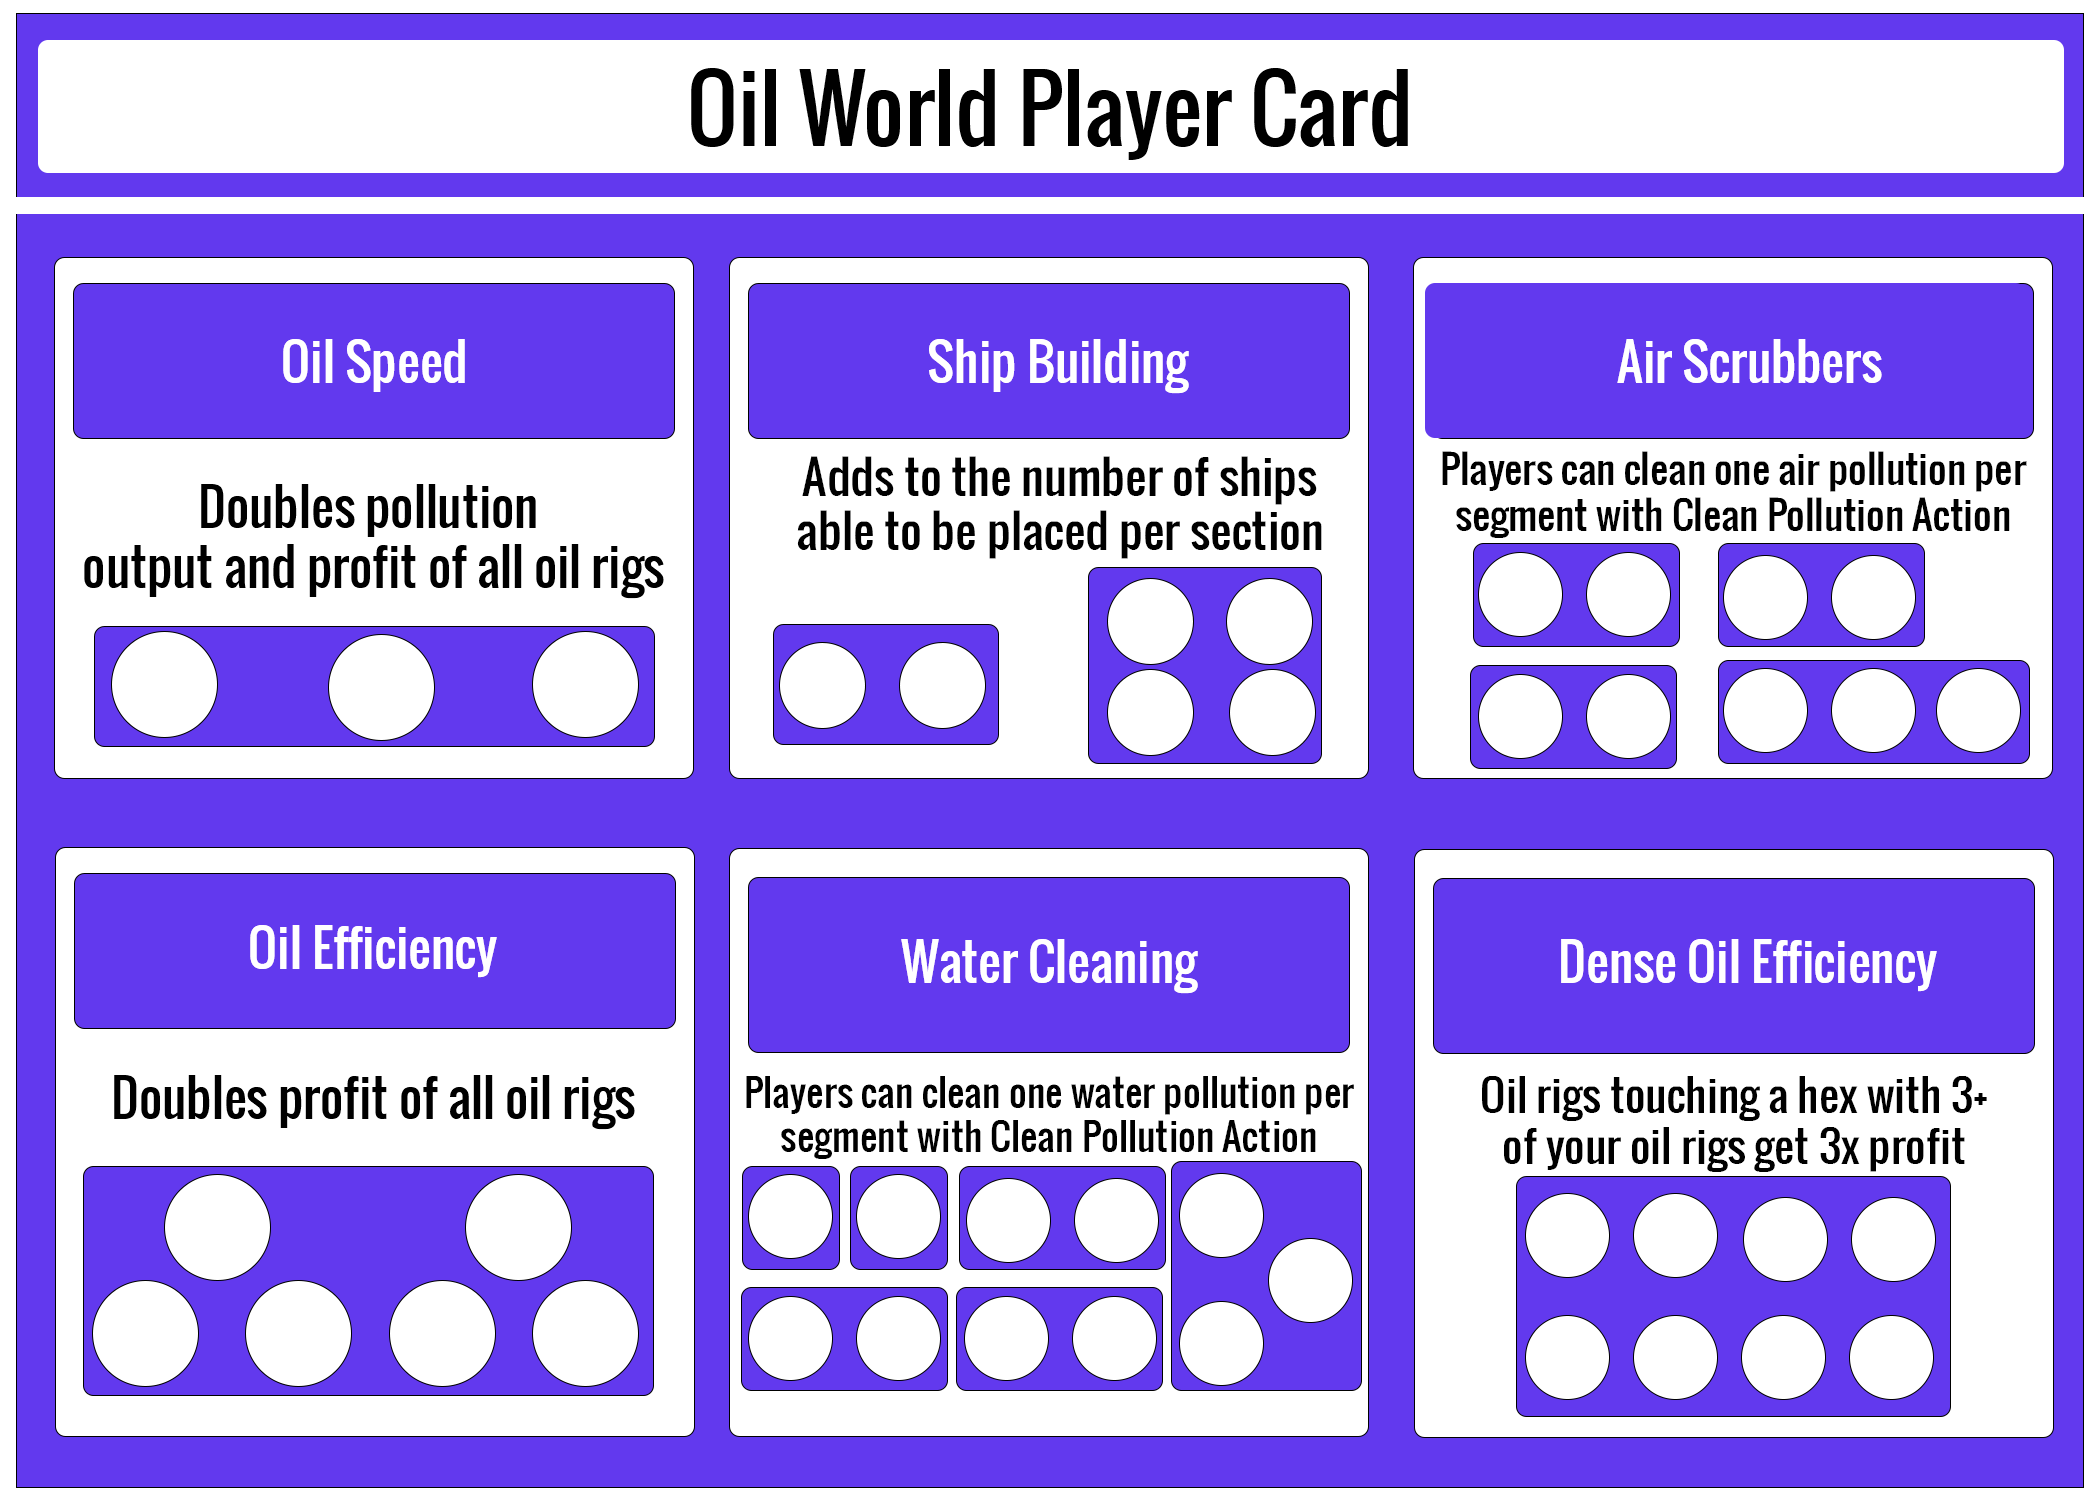 Oil World Player Card
Oil Speed
Doubles pollution
output and profit of all oil rigs
Ship Building
Adds to the number of ships
able to be placed per section
Air Scrubbers
Players can clean one air pollution per
segment with Clean Pollution Action
Oil Efficiency
Doubles profit of all oil rigs
Water Cleaning
Players can clean one water pollution per
segment with Clean Pollution Action
Dense Oil Efficiency
Oil rigs touching a hex with 3+
of your oil rigs get 3x profit